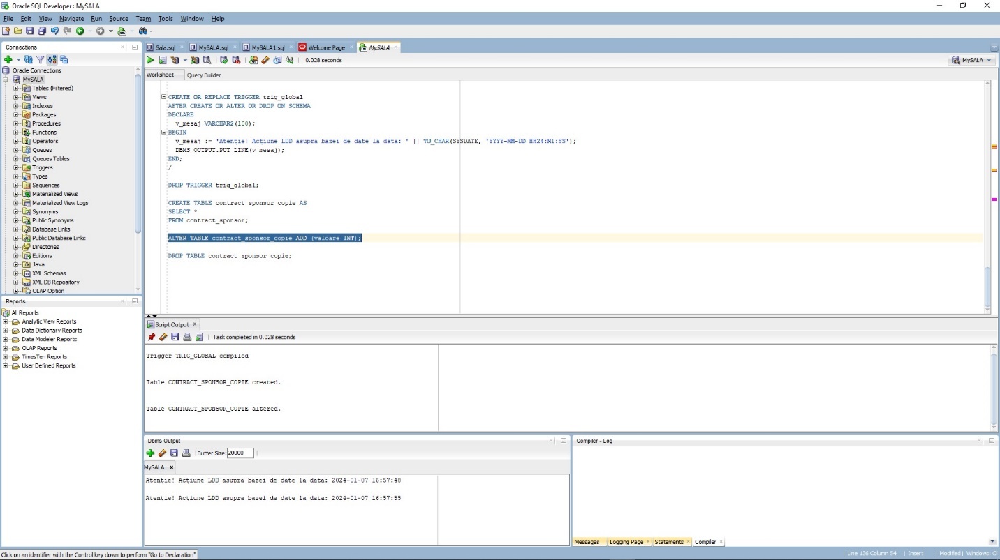 Oracle SQL Developer : MySALA
File Edit View Navigate Run Source Team Tools Window Help
Connections
Oracle Connections
MySALA
Tables (Filtered)
Views
Indexes
Packages
Procedures
Functions
Operators
Queues
Queues Tables
Triggers
Types
Sequences
Materialized Views
Materialized View Logs
Synonyms
Public Synonyms
Database Links
Public Database Links
Directories
Editions
Java
XML Schemas
XML DB Repository
OLAP Option
Reports
All Reports
Analytic View Reports
Data Dictionary Reports
Data Modeler Reports
OLAP Reports
TimesTen Reports
User Defined Reports
Sala.sql MySALA.sql MySALA1.sql Welcome Page MySALA
0.028 seconds
MySALA
Worksheet Query Builder
CREATE OR REPLACE TRIGGER trig_global
AFTER CREATE OR ALTER OR DROP ON SCHEMA
DECLARE
v_mesaj VARCHAR2(100);
BEGIN
v_mesaj := 'Atenție! Acțiune LDD asupra bazei de date la data: ' || TO_CHAR(SYSDATE, 'YYYY-MM-DD HH24:MI:SS');
DBMS_OUTPUT.PUT_LINE(v_mesaj);
END;
/
DROP TRIGGER trig_global;
CREATE TABLE contract_sponsor_copie AS
SELECT *
FROM contract_sponsor;
ALTER TABLE contract_sponsor_copie ADD (valoare INT);
DROP TABLE contract_sponsor_copie;
Script Output
Task completed in 0.028 seconds
Trigger TRIG_GLOBAL compiled
Table CONTRACT_SPONSOR_COPIE created.
Table CONTRACT_SPONSOR_COPIE altered.
Dbms Output
Buffer Size: 20000
MySALA
Atenție! Acțiune LDD asupra bazei de date la data: 2024-01-07 16:57:48
Atenție! Acțiune LDD asupra bazei de date la data: 2024-01-07 16:57:55
Compiler - Log
Messages Logging Page Statements Compiler
Click on an identifier with the Control key down to perform "Go to Declaration"
Line 136 Column 54 | Insert | Modified | Windows: CI